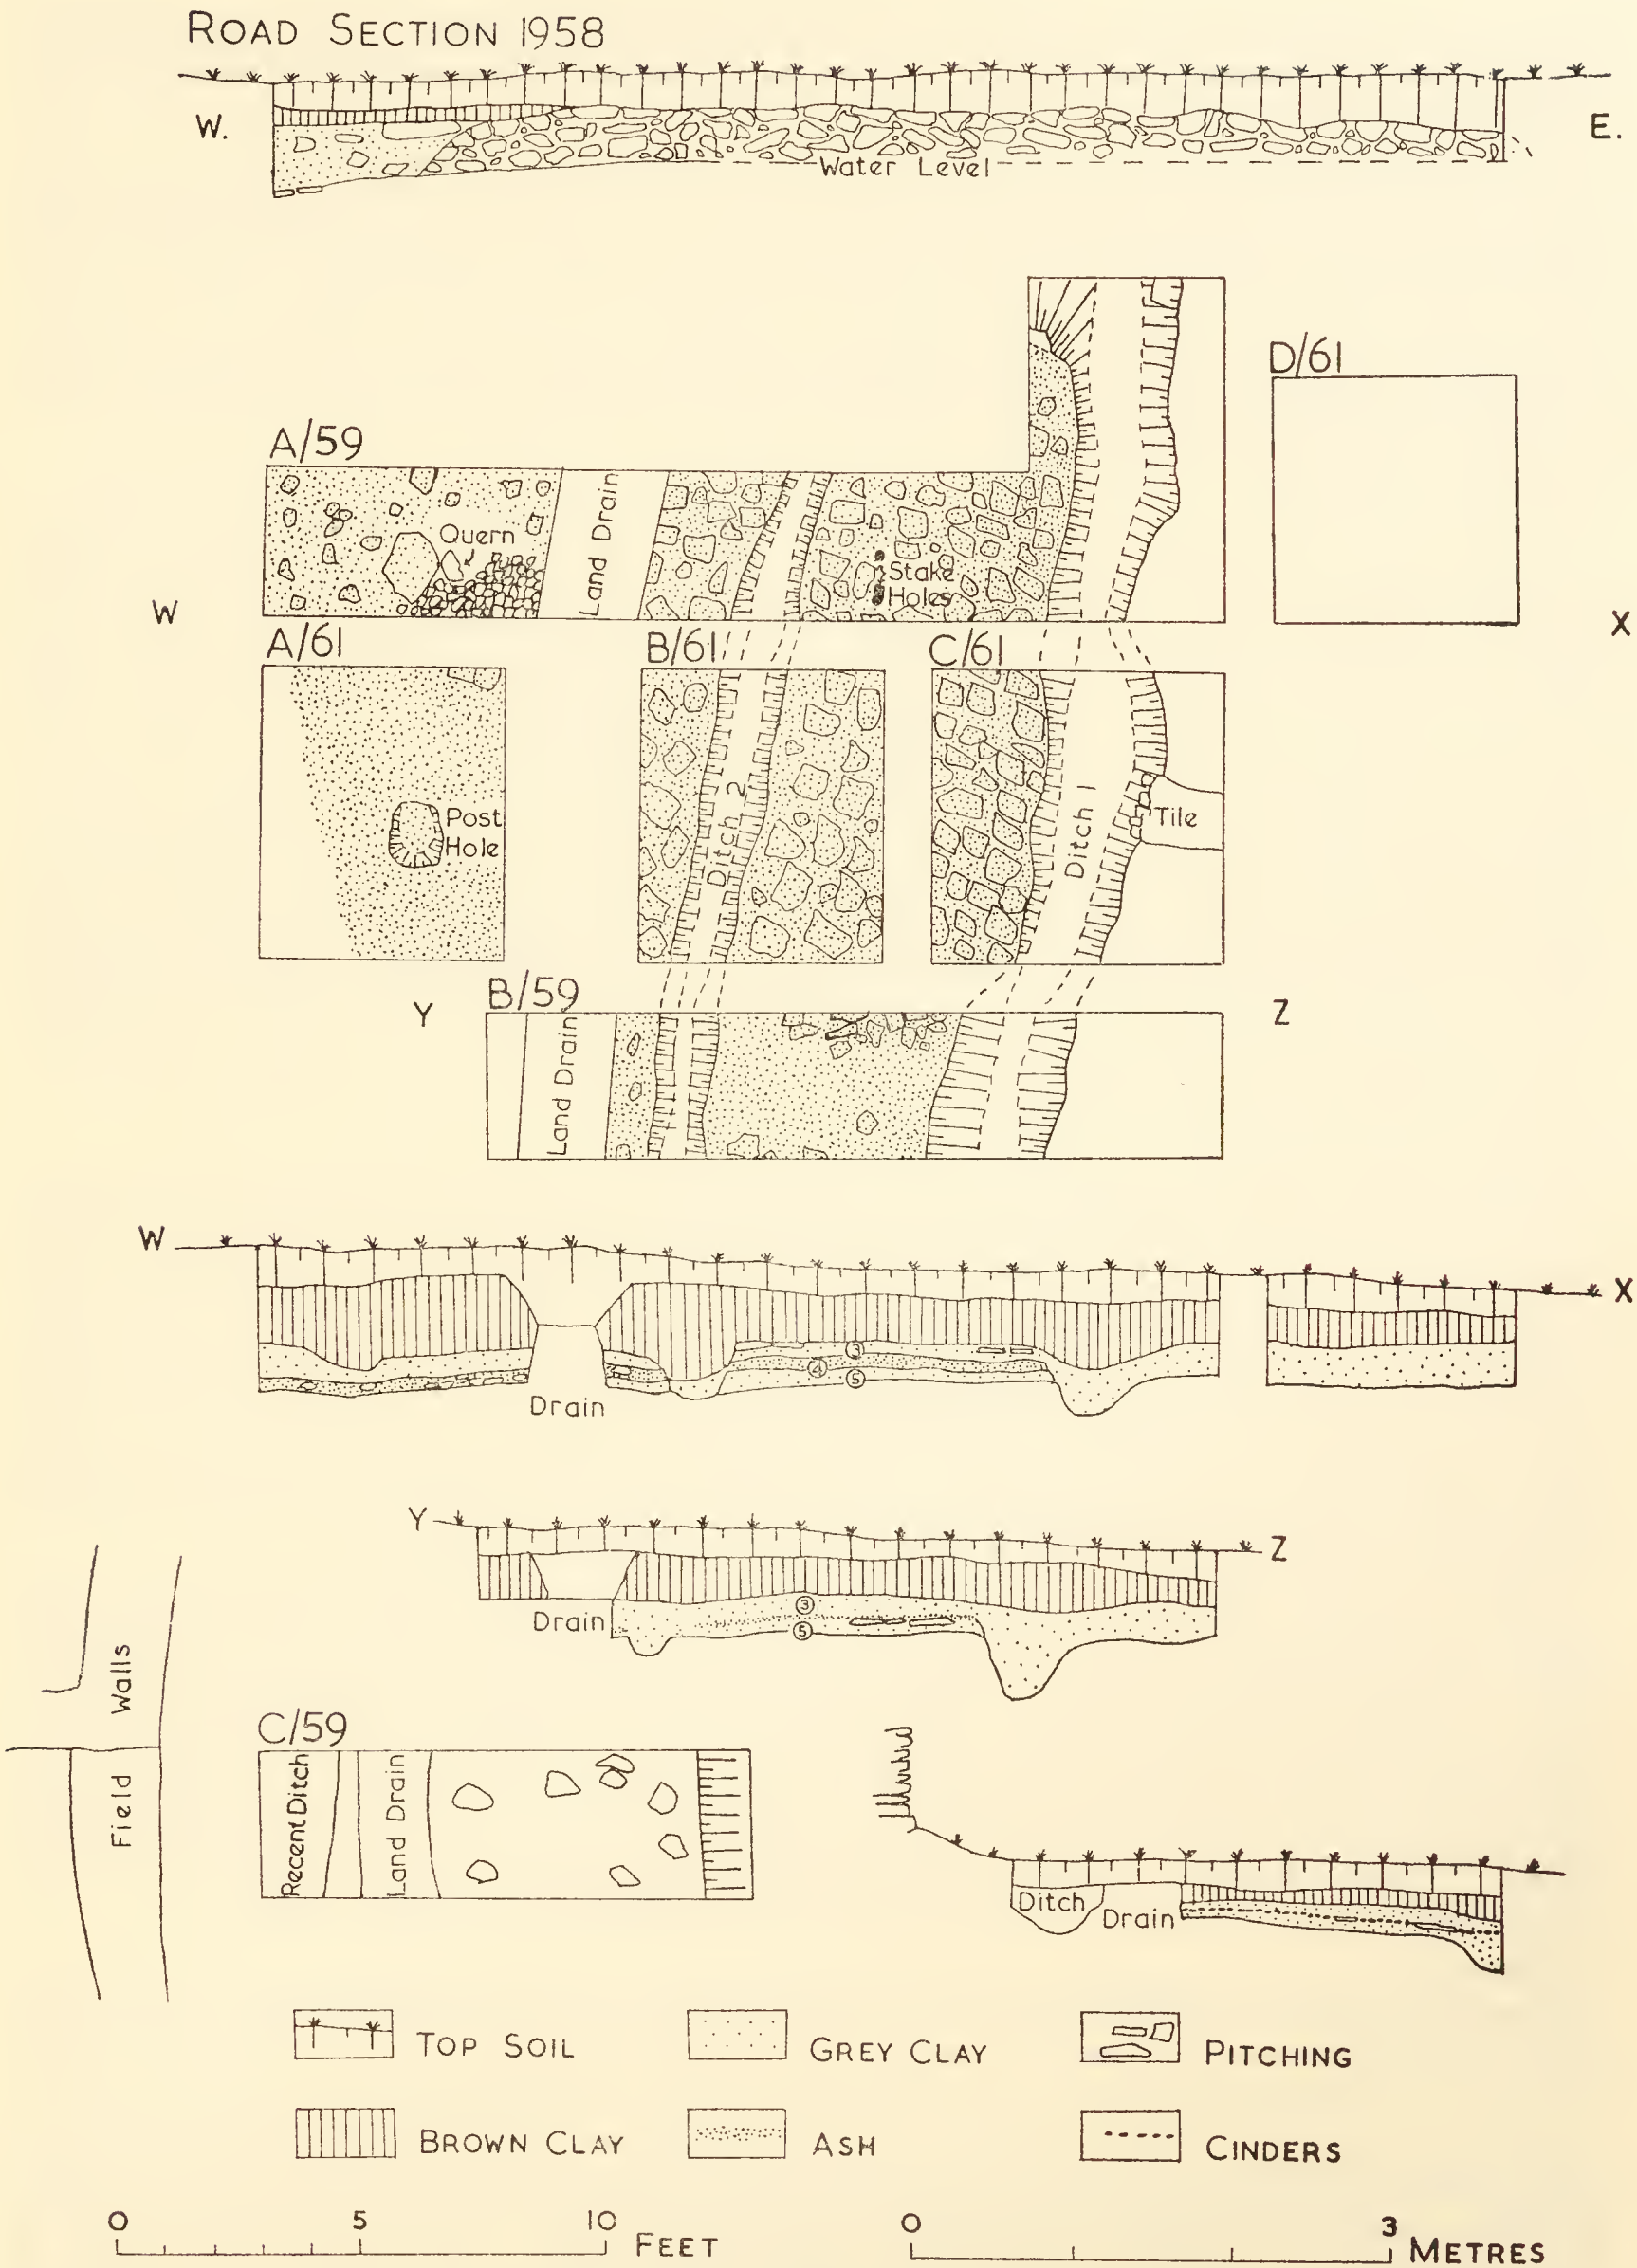 ROAD SECTION 1958
W.
E.
Water Level
D/61
A/59
Quern
Land Drain
Stake
Holes
W
X
A/61
B/61
C/61
Post
Hole
Ditch 2
Ditch 1
Tile
Y
B/59
Z
Land Drain
W
X
3
4
5
Drain
Y
Z
3
Drain
5
Field Walls
C/59
Recent Ditch
Land Drain
Ditch
Drain
TOP SOIL
GREY CLAY
PITCHING
BROWN CLAY
ASH
CINDERS
0 5 10 FEET
0 3 METRES